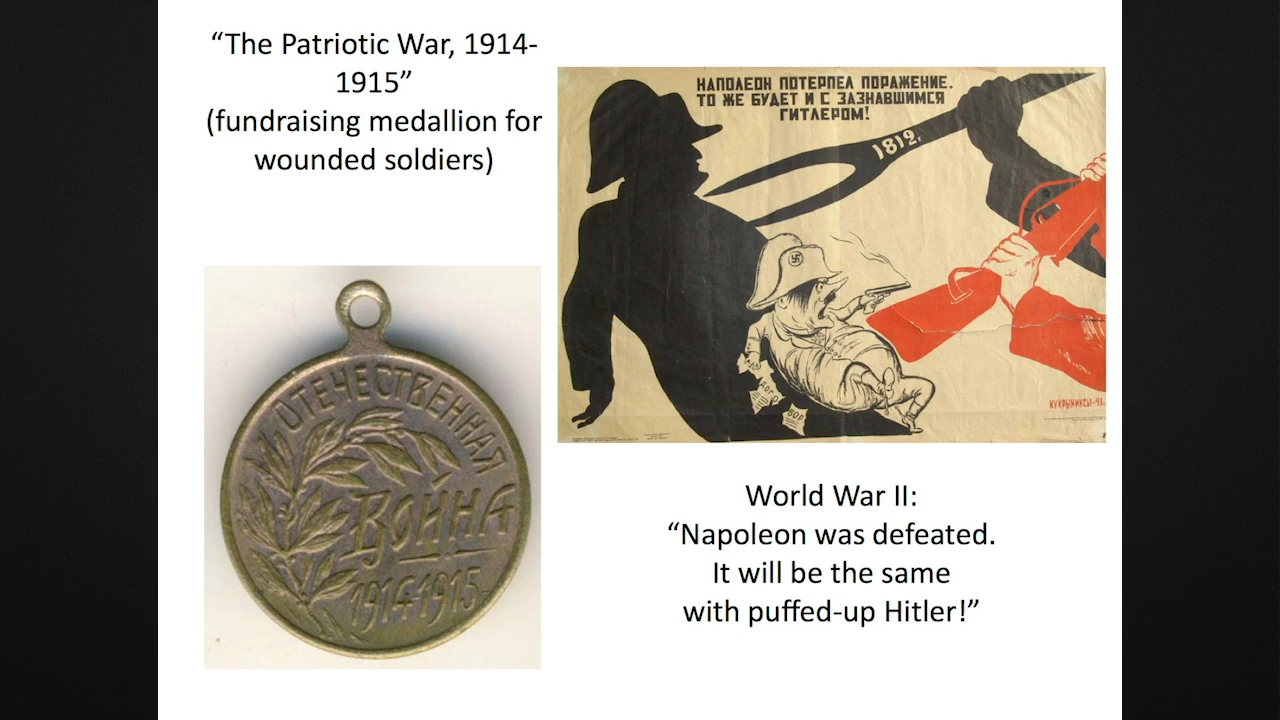 “The Patriotic War, 1914-
1915”
(fundraising medallion for
wounded soldiers)
НАПОЛЕОН ПОТЕРПЕЛ ПОРАЖЕНИЕ.
ТО ЖЕ БУДЕТ И С ЗАЗНАВШИМСЯ
ГИТЛЕРОМ!
1812г.
КУКРЫНИКСЫ-41.
ОТЕЧЕСТВЕННАЯ
ВОЙНА
1914-1915
World War II:
“Napoleon was defeated.
It will be the same
with puffed-up Hitler!”